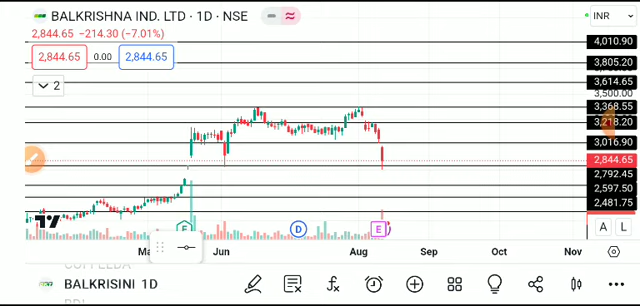 BALKRISHNA IND. LTD · 1D · NSE
INR
2,844.65 −214.30 (−7.01%)
2,844.65 0.00 2,844.65
2
4,010.90
3,805.20
3,614.65
3,500.00
3,368.55
3,218.20
3,016.90
2,844.65
2,792.45
2,597.50
2,481.75
E D E
A L
Ma Jun Aug Sep Oct Nov
BALKRISINI 1D